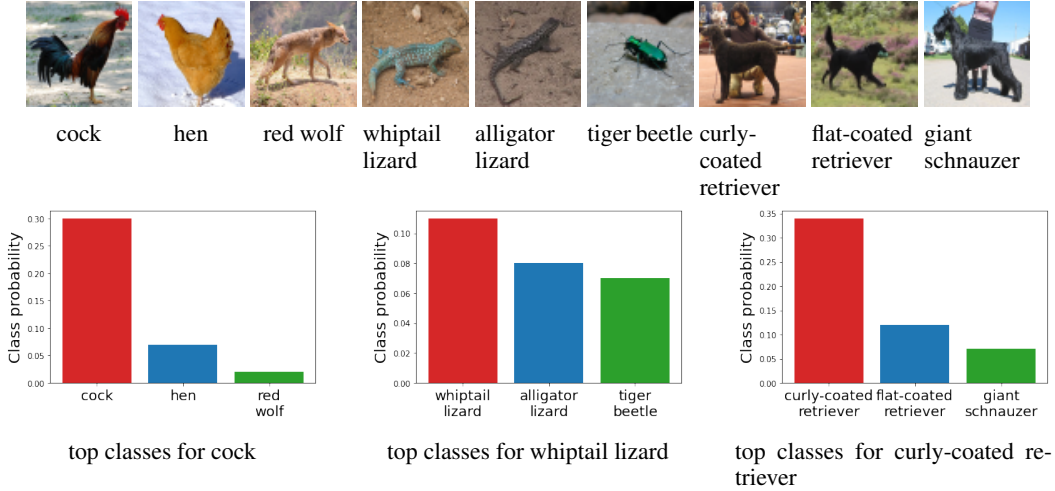 cock
hen
red wolf
whiptail
lizard
alligator
lizard
tiger beetle
curly-
coated
retriever
flat-coated
retriever
giant
schnauzer
Class probability
0.30
0.25
0.20
0.15
0.10
0.05
0.00
cock
hen
red
wolf
top classes for cock
Class probability
0.10
0.08
0.06
0.04
0.02
0.00
whiptail
lizard
alligator
lizard
tiger
beetle
top classes for whiptail lizard
Class probability
0.35
0.30
0.25
0.20
0.15
0.10
0.05
0.00
curly-coated
retriever
flat-coated
retriever
giant
schnauzer
top classes for curly-coated re-
triever